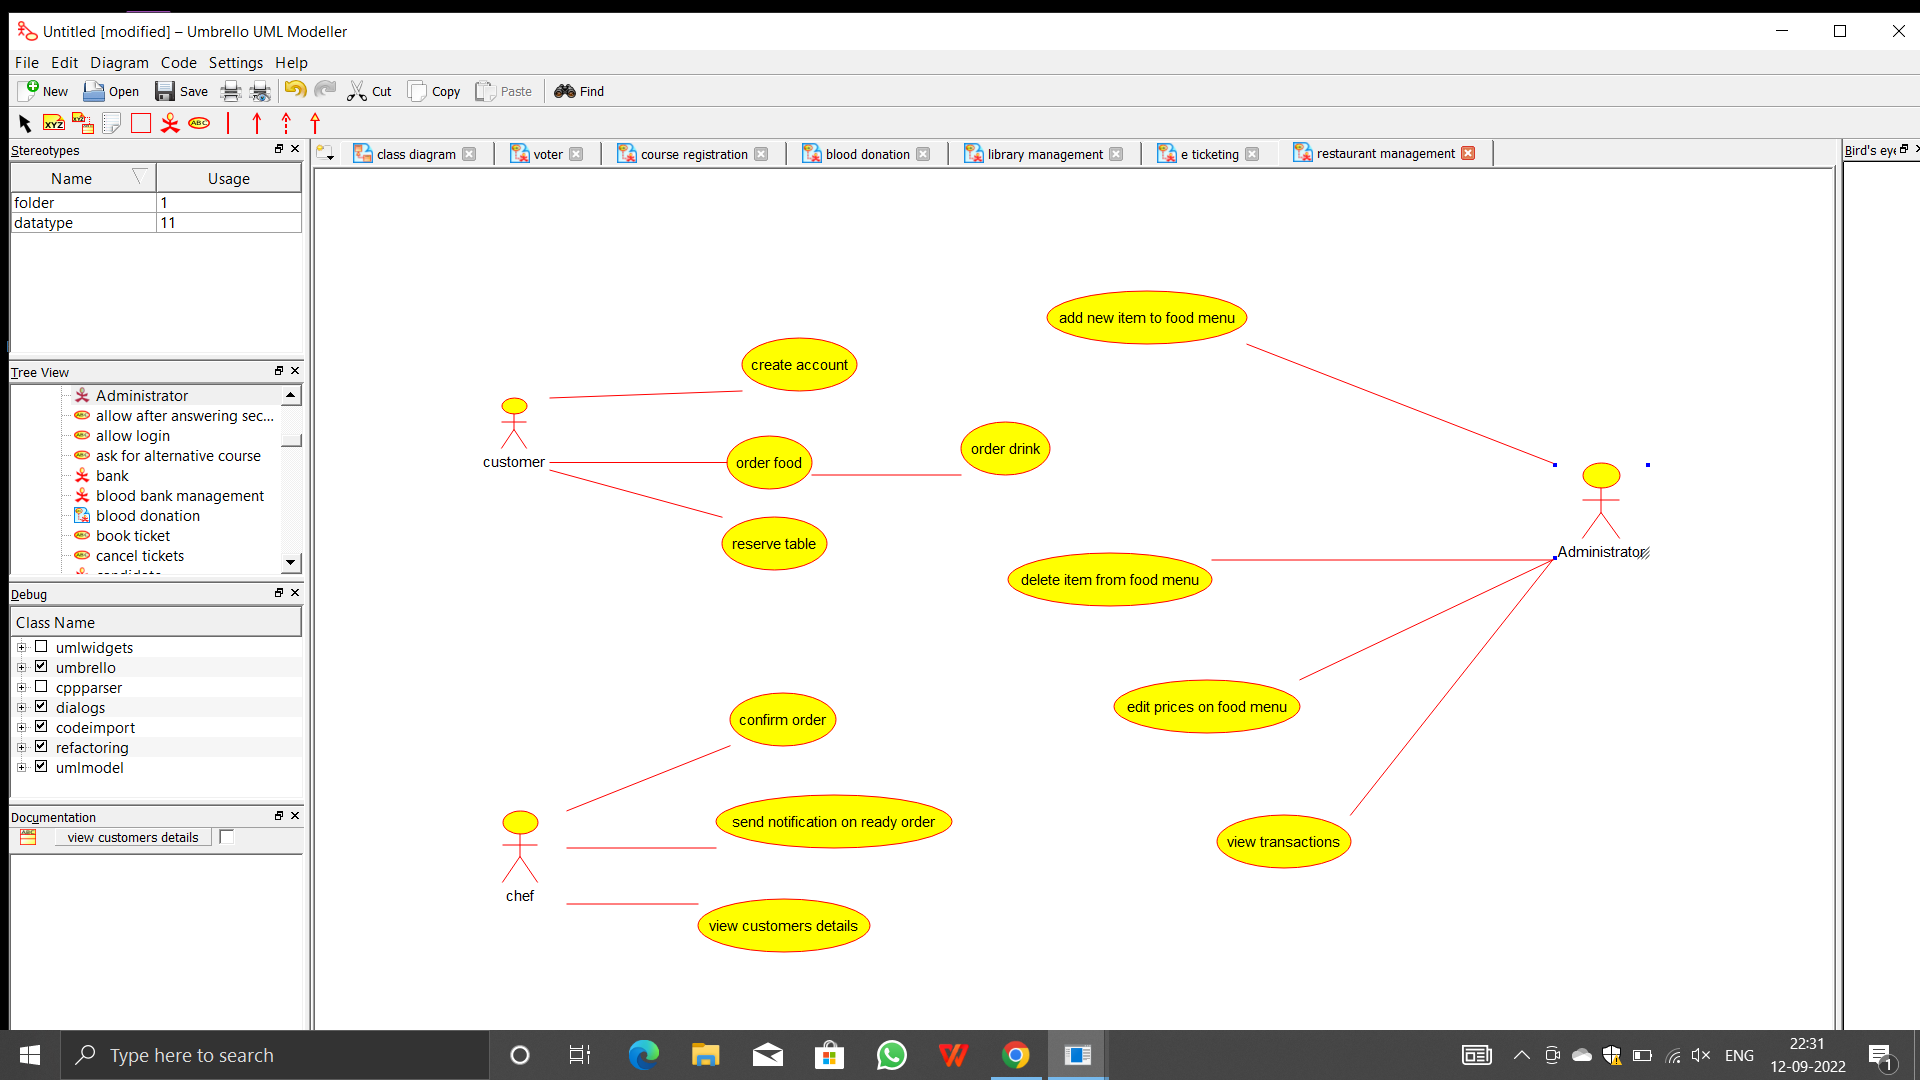 Untitled [modified] – Umbrello UML Modeller
File Edit Diagram Code Settings Help
New Open Save Cut Copy Paste Find
XYZ ABC
Stereotypes
Name Usage
folder 1
datatype 11
Tree View
Administrator
allow after answering sec...
allow login
ask for alternative course
bank
blood bank management
blood donation
book ticket
cancel tickets
Debug
Class Name
umlwidgets
umbrello
cppparser
dialogs
codeimport
refactoring
umlmodel
Documentation
view customers details
class diagram voter course registration blood donation library management e ticketing restaurant management
Bird's eye
add new item to food menu
create account
customer
order food
order drink
reserve table
Administrator
delete item from food menu
edit prices on food menu
confirm order
send notification on ready order
chef
view customers details
view transactions
Type here to search
ENG
22:31
12-09-2022
1